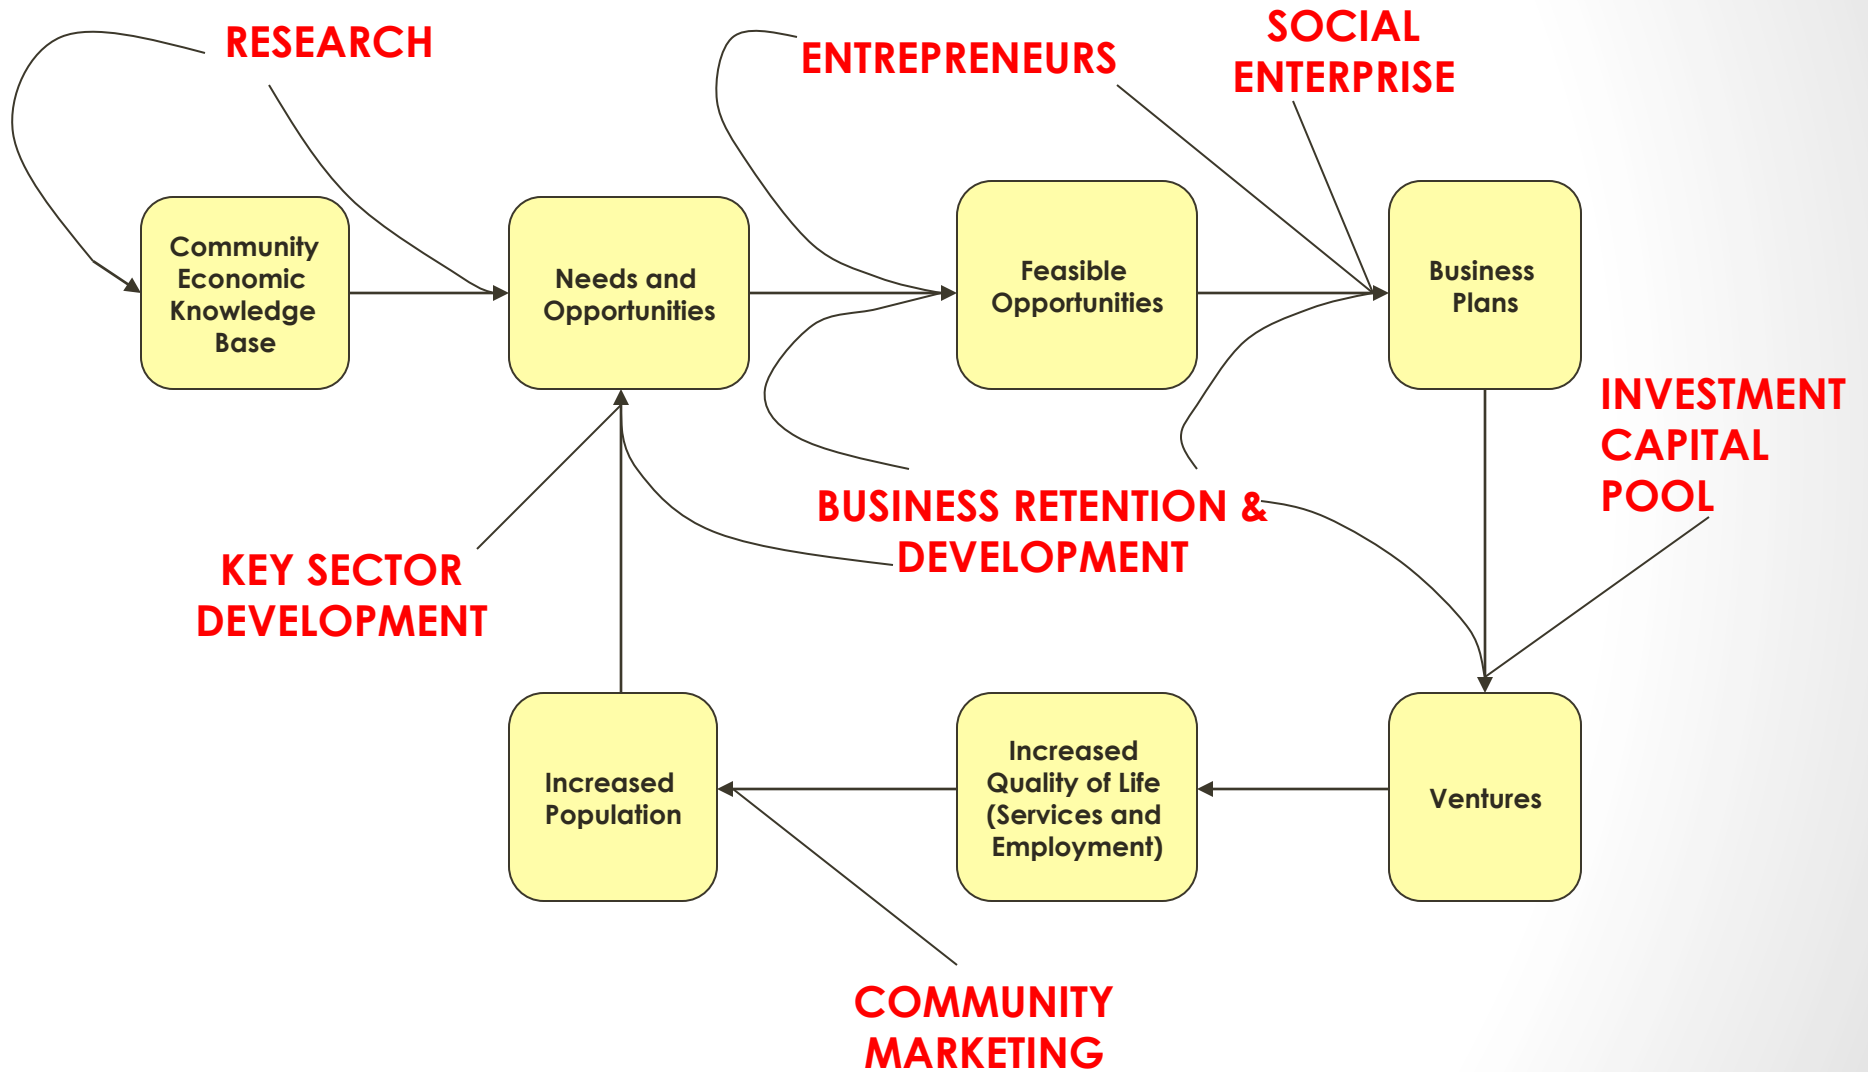 RESEARCH
ENTREPRENEURS
SOCIAL
ENTERPRISE
Community
Economic
Knowledge
Base
Needs and
Opportunities
Feasible
Opportunities
Business
Plans
INVESTMENT
CAPITAL
POOL
BUSINESS RETENTION &
DEVELOPMENT
KEY SECTOR
DEVELOPMENT
Increased
Population
Increased
Quality of Life
(Services and
Employment)
Ventures
COMMUNITY
MARKETING